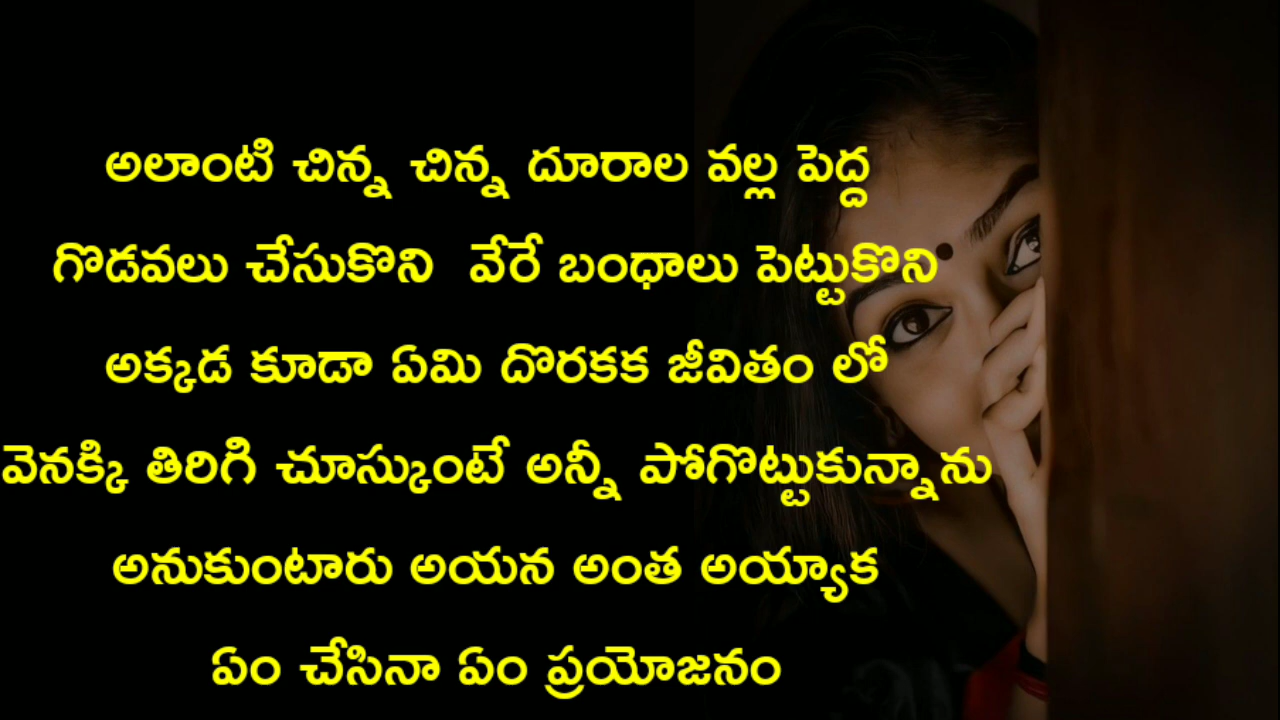 అలాంటి చిన్న చిన్న దూరాల వల్ల పెద్ద
గొడవలు చేసుకొని వేరే బంధాలు పెట్టుకొని
అక్కడ కూడా ఏమి దొరకక జీవితం లో
వెనక్కి తిరిగి చూస్కుంటే అన్నీ పోగొట్టుకున్నాను
అనుకుంటారు అయన అంత అయ్యాక
ఏం చేసినా ఏం ప్రయోజనం